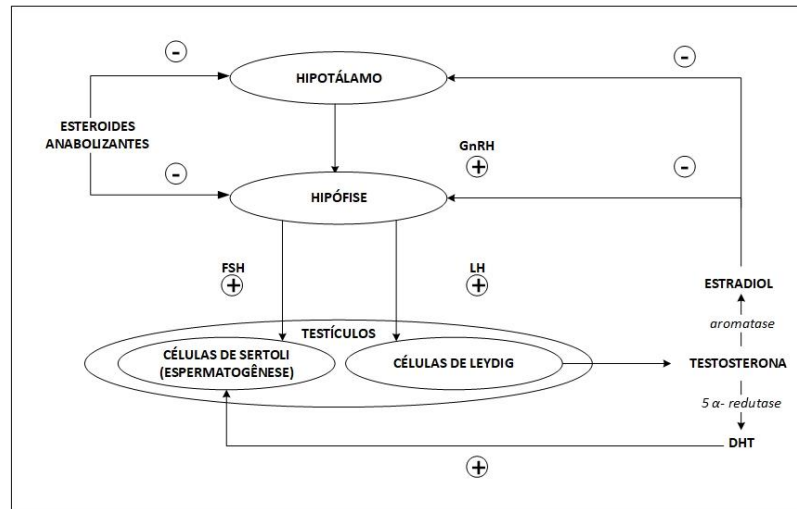 -
-
HIPOTÁLAMO
ESTEROIDES
ANABOLIZANTES
GnRH
+
-
-
HIPÓFISE
FSH
+
LH
+
ESTRADIOL
TESTÍCULOS
aromatase
CÉLULAS DE SERTOLI
(ESPERMATOGÊNESE)
CÉLULAS DE LEYDIG
TESTOSTERONA
5 α- redutase
DHT
+